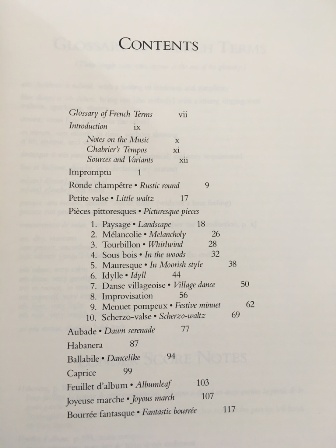 CONTENTS
Glossary of French Terms vii
Introduction ix
Notes on the Music x
Chabrier's Tempos xi
Sources and Variants xii
Impromptu 1
Ronde champêtre • Rustic round 9
Petite valse • Little waltz 17
Pièces pittoresques • Picturesque pieces
1. Paysage • Landscape 18
2. Mélancolie • Melancholy 26
3. Tourbillon • Whirlwind 28
4. Sous bois • In the woods 32
5. Mauresque • In Moorish style 38
6. Idylle • Idyll 44
7. Danse villageoise • Village dance 50
8. Improvisation 56
9. Menuet pompeux • Festive minuet 62
10. Scherzo-valse • Scherzo-waltz 69
Aubade • Dawn serenade 77
Habanera 87
Ballabile • Dancelike 94
Caprice 99
Feuillet d'album • Albumleaf 103
Joyeuse marche • Joyous march 107
Bourrée fantasque • Fantastic bourrée 117